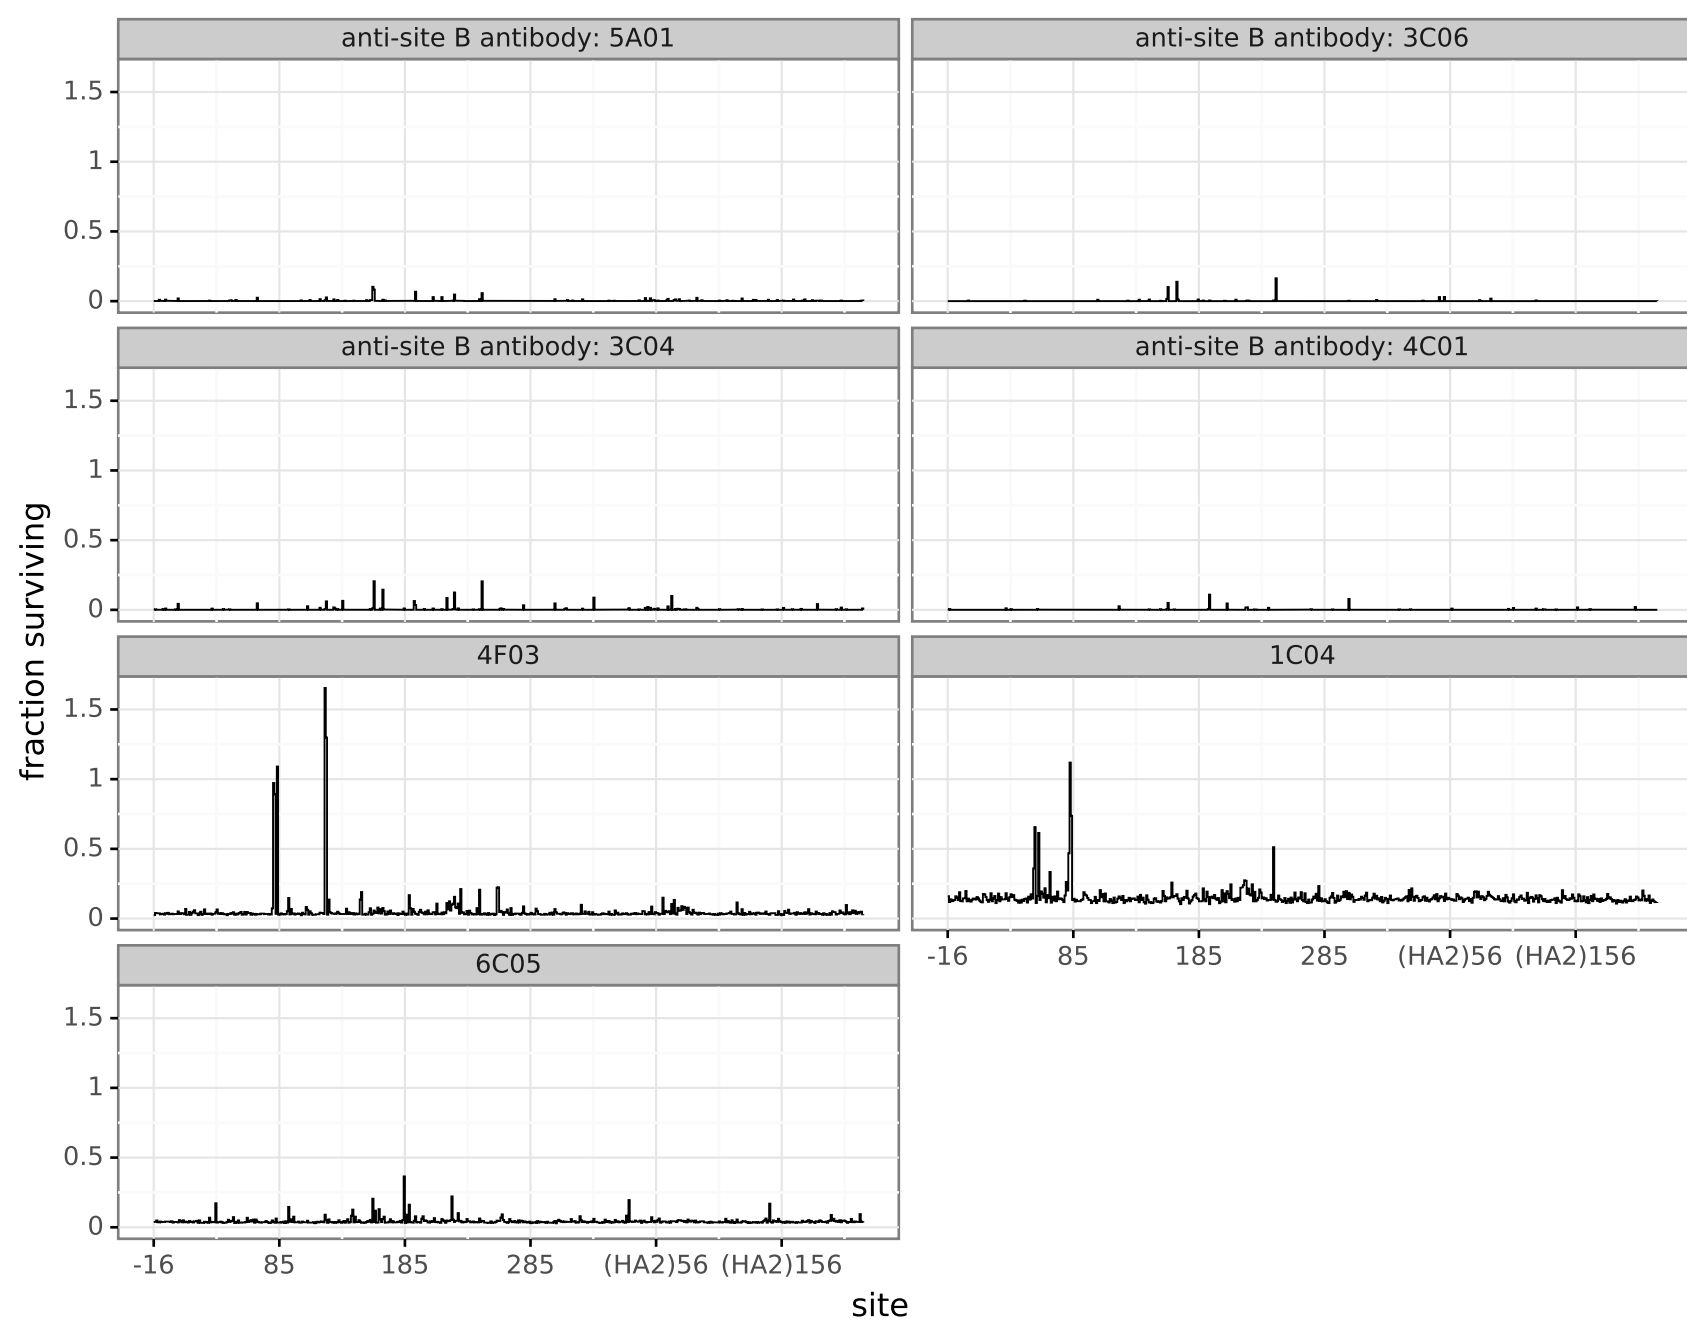 anti-site B antibody: 5A01
anti-site B antibody: 3C06
1.5
1
0.5
0
anti-site B antibody: 3C04
anti-site B antibody: 4C01
1.5
1
0.5
0
4F03
1C04
1.5
1
0.5
0
-16 85 185 285 (HA2)56 (HA2)156
6C05
1.5
1
0.5
0
-16 85 185 285 (HA2)56 (HA2)156
fraction surviving
site